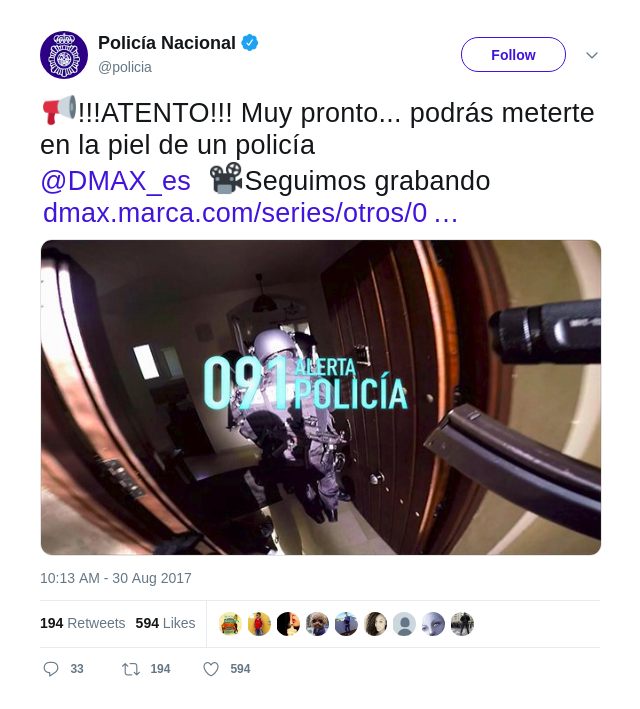 Policía Nacional
@policia
Follow
!!!ATENTO!!! Muy pronto... podrás meterte
en la piel de un policía
@DMAX_es Seguimos grabando
dmax.marca.com/series/otros/0 …
091 ALERTA
POLICÍA
10:13 AM - 30 Aug 2017
194 Retweets 594 Likes
33 194 594